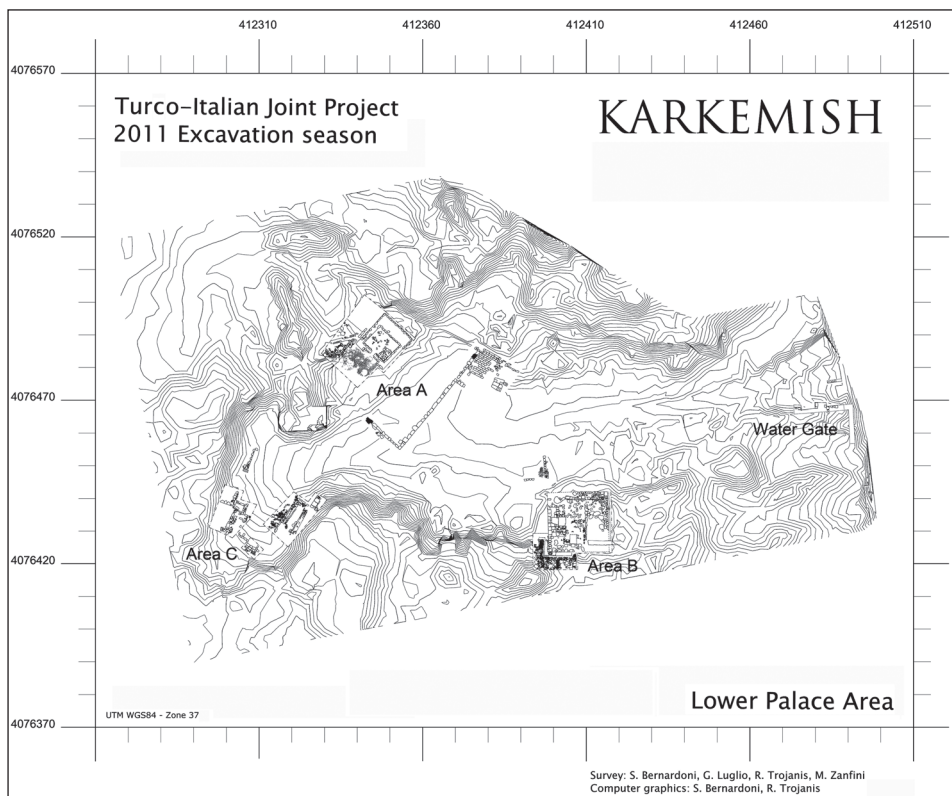 412310 412360 412410 412460 412510
4076570
Turco-Italian Joint Project
2011 Excavation season
KARKEMISH
4076520
Area A
4076470
Water Gate
Area C
Area B
4076420
Lower Palace Area
UTM WGS84 - Zone 37
4076370
Survey: S. Bernardoni, G. Luglio, R. Trojanis, M. Zanfini
Computer graphics: S. Bernardoni, R. Trojanis